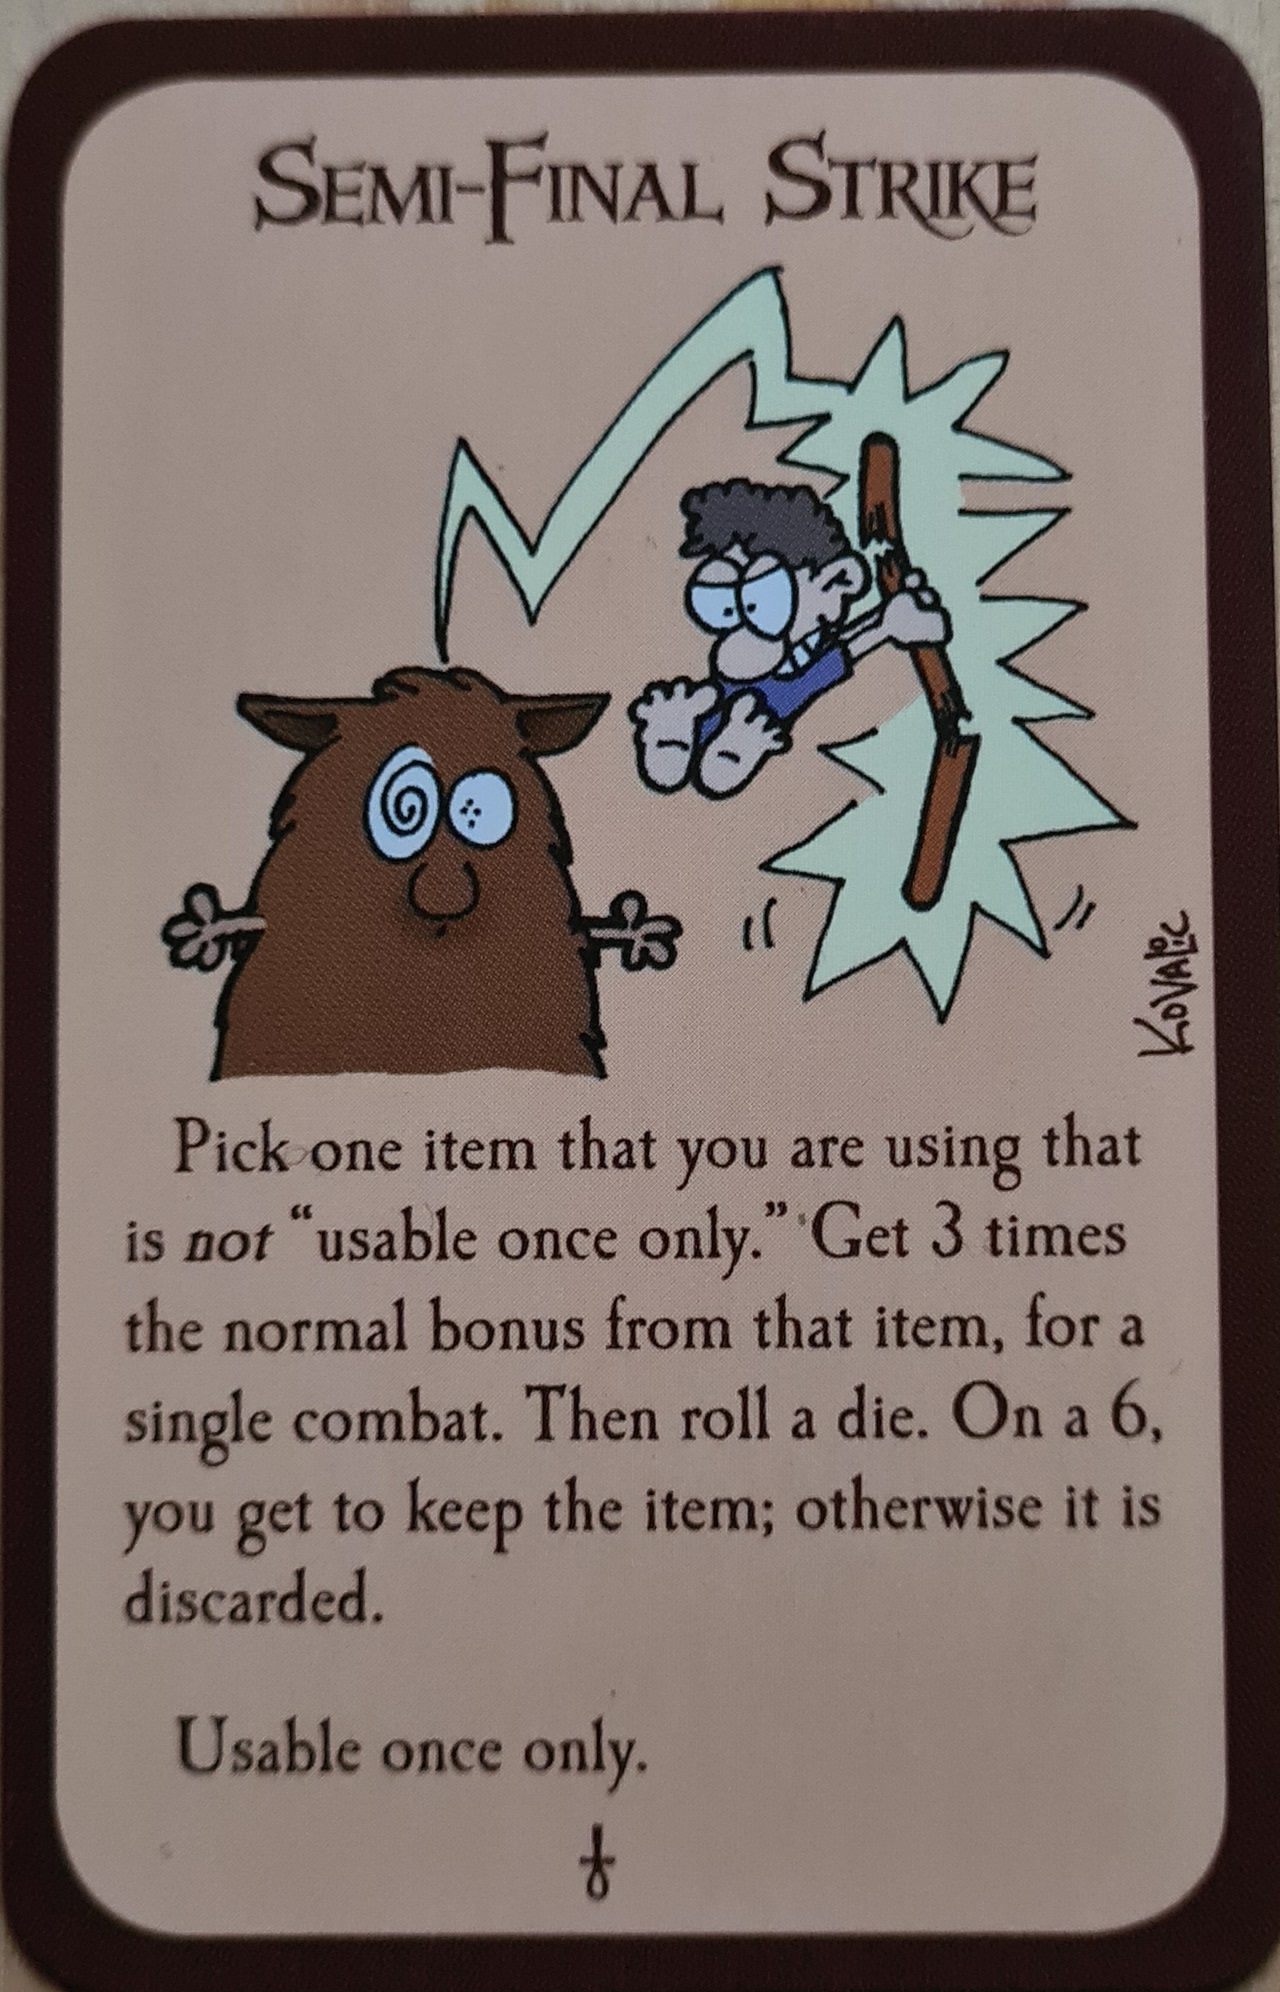 Semi-Final Strike
Kovalic
Pick one item that you are using that
is not “usable once only.” Get 3 times
the normal bonus from that item, for a
single combat. Then roll a die. On a 6,
you get to keep the item; otherwise it is
discarded.
Usable once only.